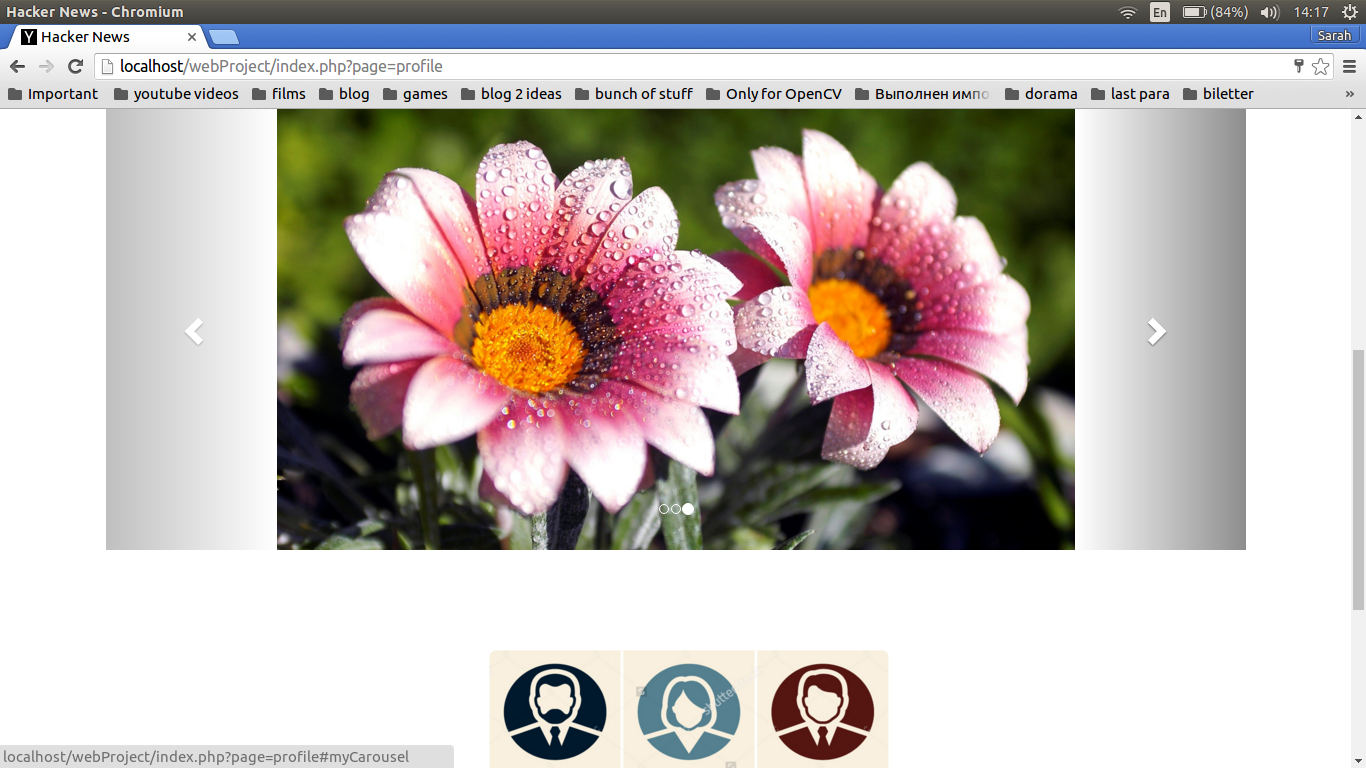 Hacker News - Chromium
En (84%) 14:17
Hacker News
Sarah
localhost/webProject/index.php?page=profile
Important youtube videos films blog games blog 2 ideas bunch of stuff Only for OpenCV Выполнен dorama last para biletter »
localhost/webProject/index.php?page=profile#myCarousel